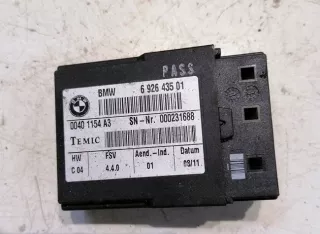 PASS
BMW 6 926 435 01
0040 1154 A3 SN-Nr. 000231688
TEMIC
HW FSV Aend.-Ind. Datum
C 04 4.4.0 01 03/11